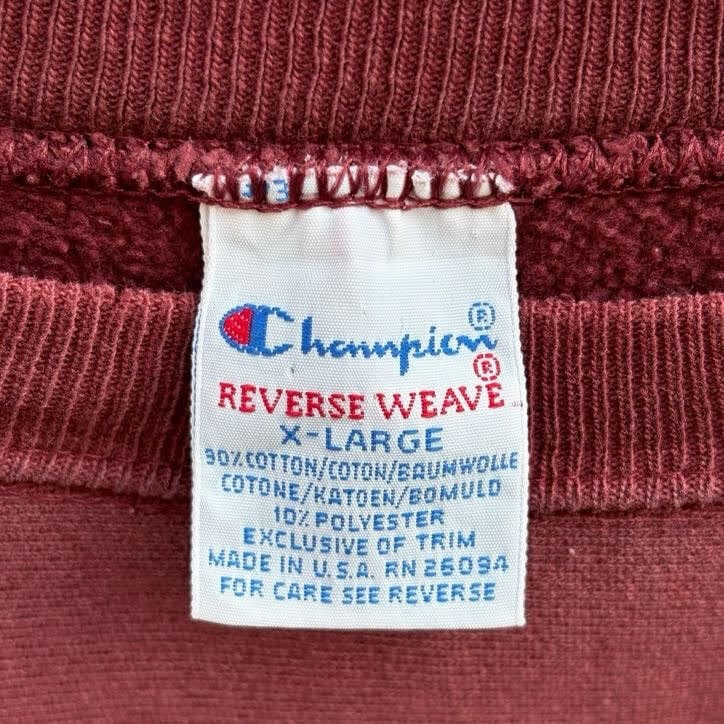 Champion®
REVERSE WEAVE®
X-LARGE
90% COTTON/COTON/BAUMWOLLE
COTONE/KATOEN/BOMULD
10% POLYESTER
EXCLUSIVE OF TRIM
MADE IN U.S.A. RN 26094
FOR CARE SEE REVERSE